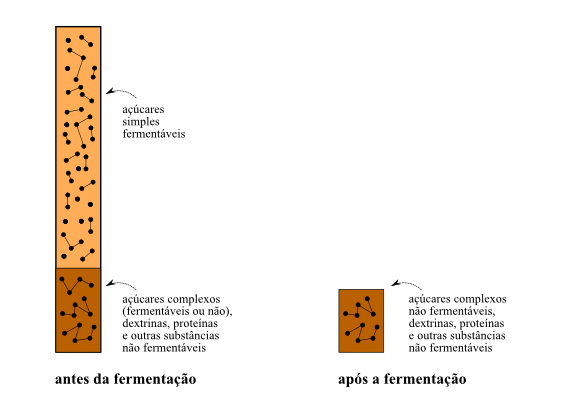 açúcares
simples
fermentáveis
açúcares complexos
(fermentáveis ou não),
dextrinas, proteínas
e outras substâncias
não fermentáveis
açúcares complexos
não fermentáveis,
dextrinas, proteínas
e outras substâncias
não fermentáveis
antes da fermentação
após a fermentação